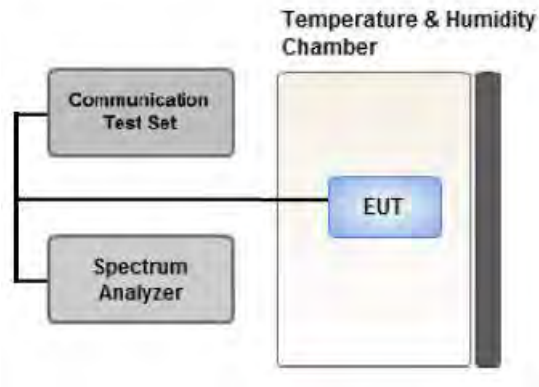 Temperature & Humidity
Chamber
Communication
Test Set
EUT
Spectrum
Analyzer